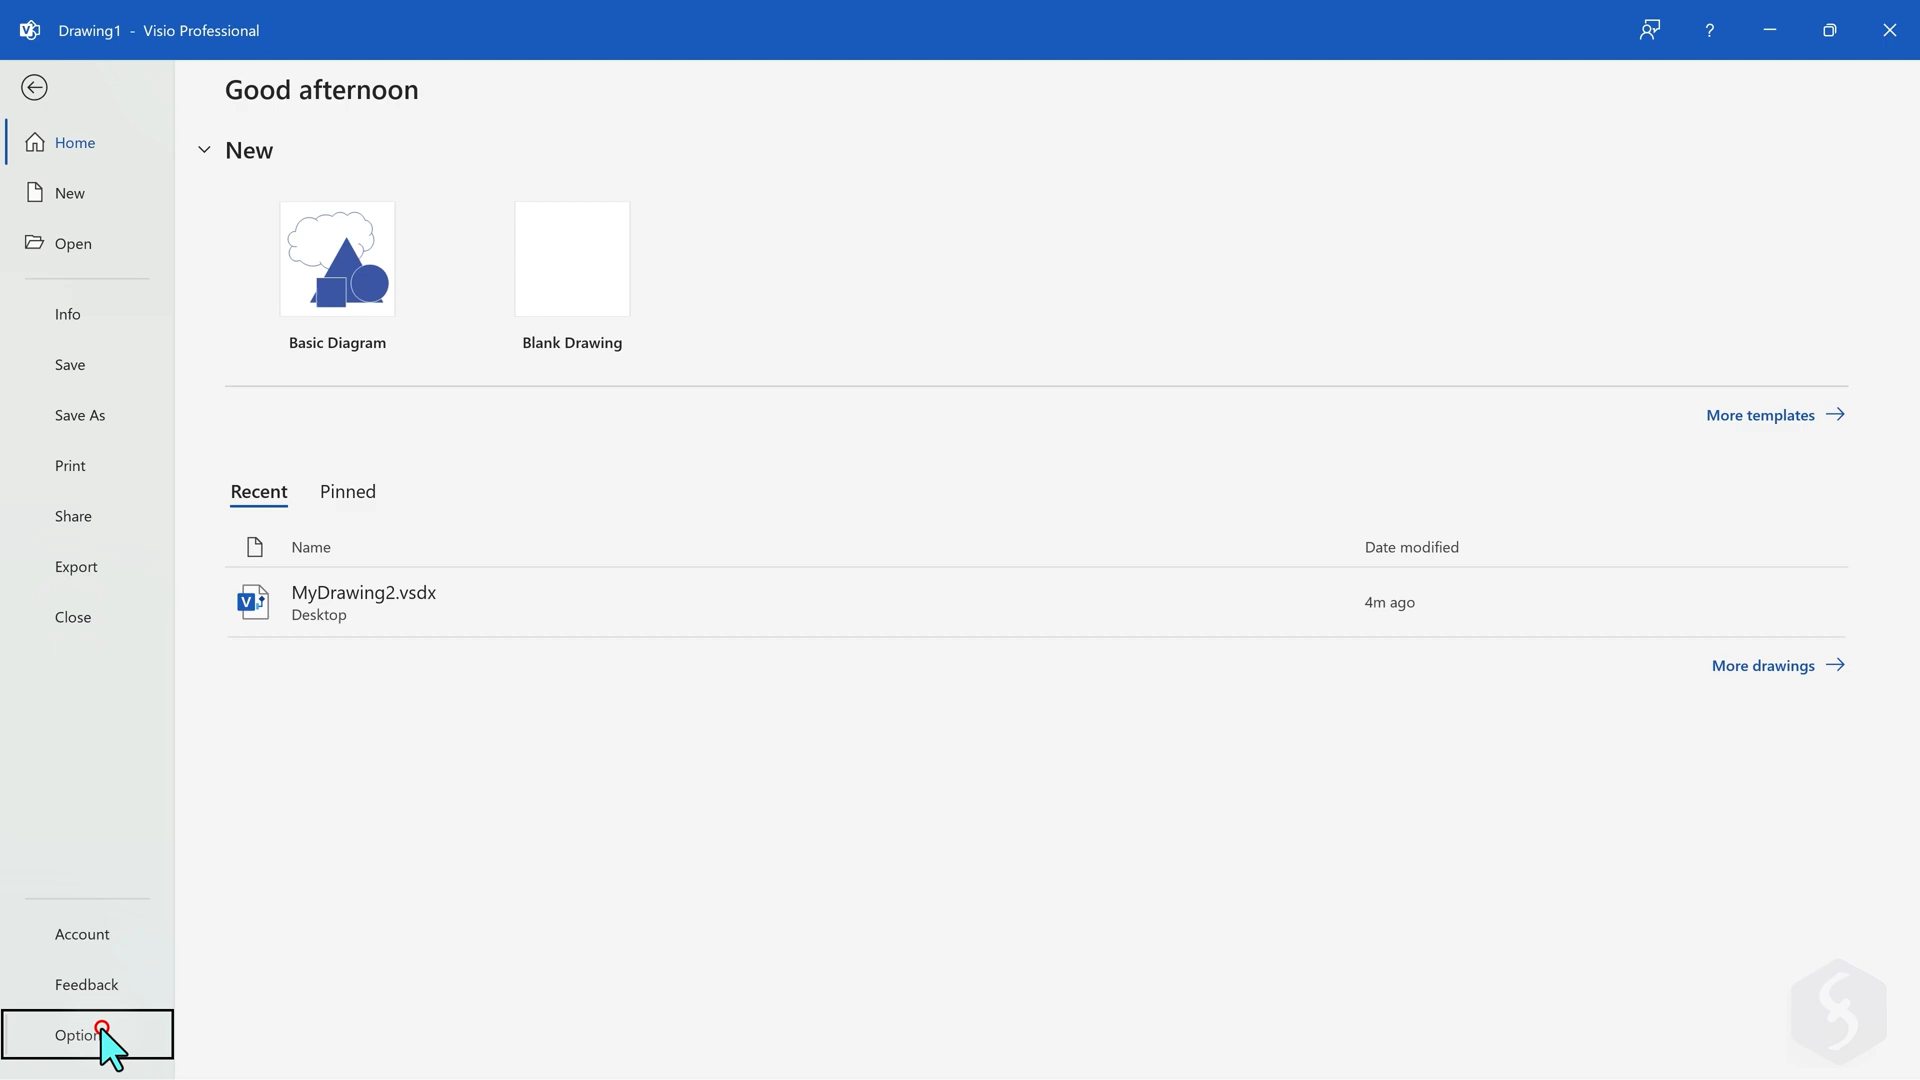 Drawing1 - Visio Professional
?
Good afternoon
Home
New
New
Open
Basic Diagram
Blank Drawing
Info
Save
Save As
More templates
Print
Recent
Pinned
Share
Name
Date modified
Export
MyDrawing2.vsdx
Desktop
4m ago
Close
More drawings
Account
Feedback
Option